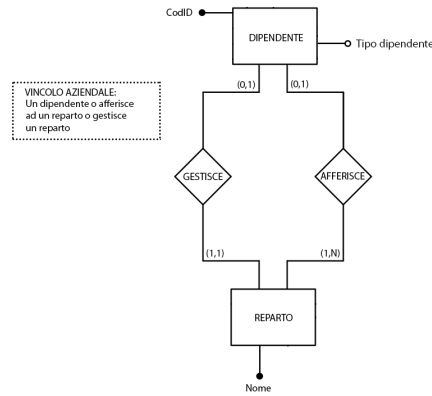 CodID
DIPENDENTE
Tipo dipendente
VINCOLO AZIENDALE:
Un dipendente o afferisce
ad un reparto o gestisce
un reparto
(0,1)
(0,1)
GESTISCE
AFFERISCE
(1,1)
(1,N)
REPARTO
Nome